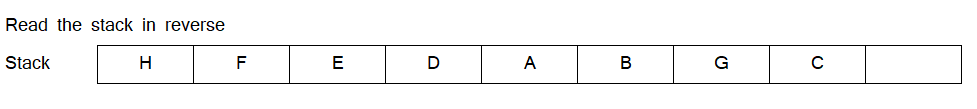 Read the stack in reverse
Stack H F E D A B G C